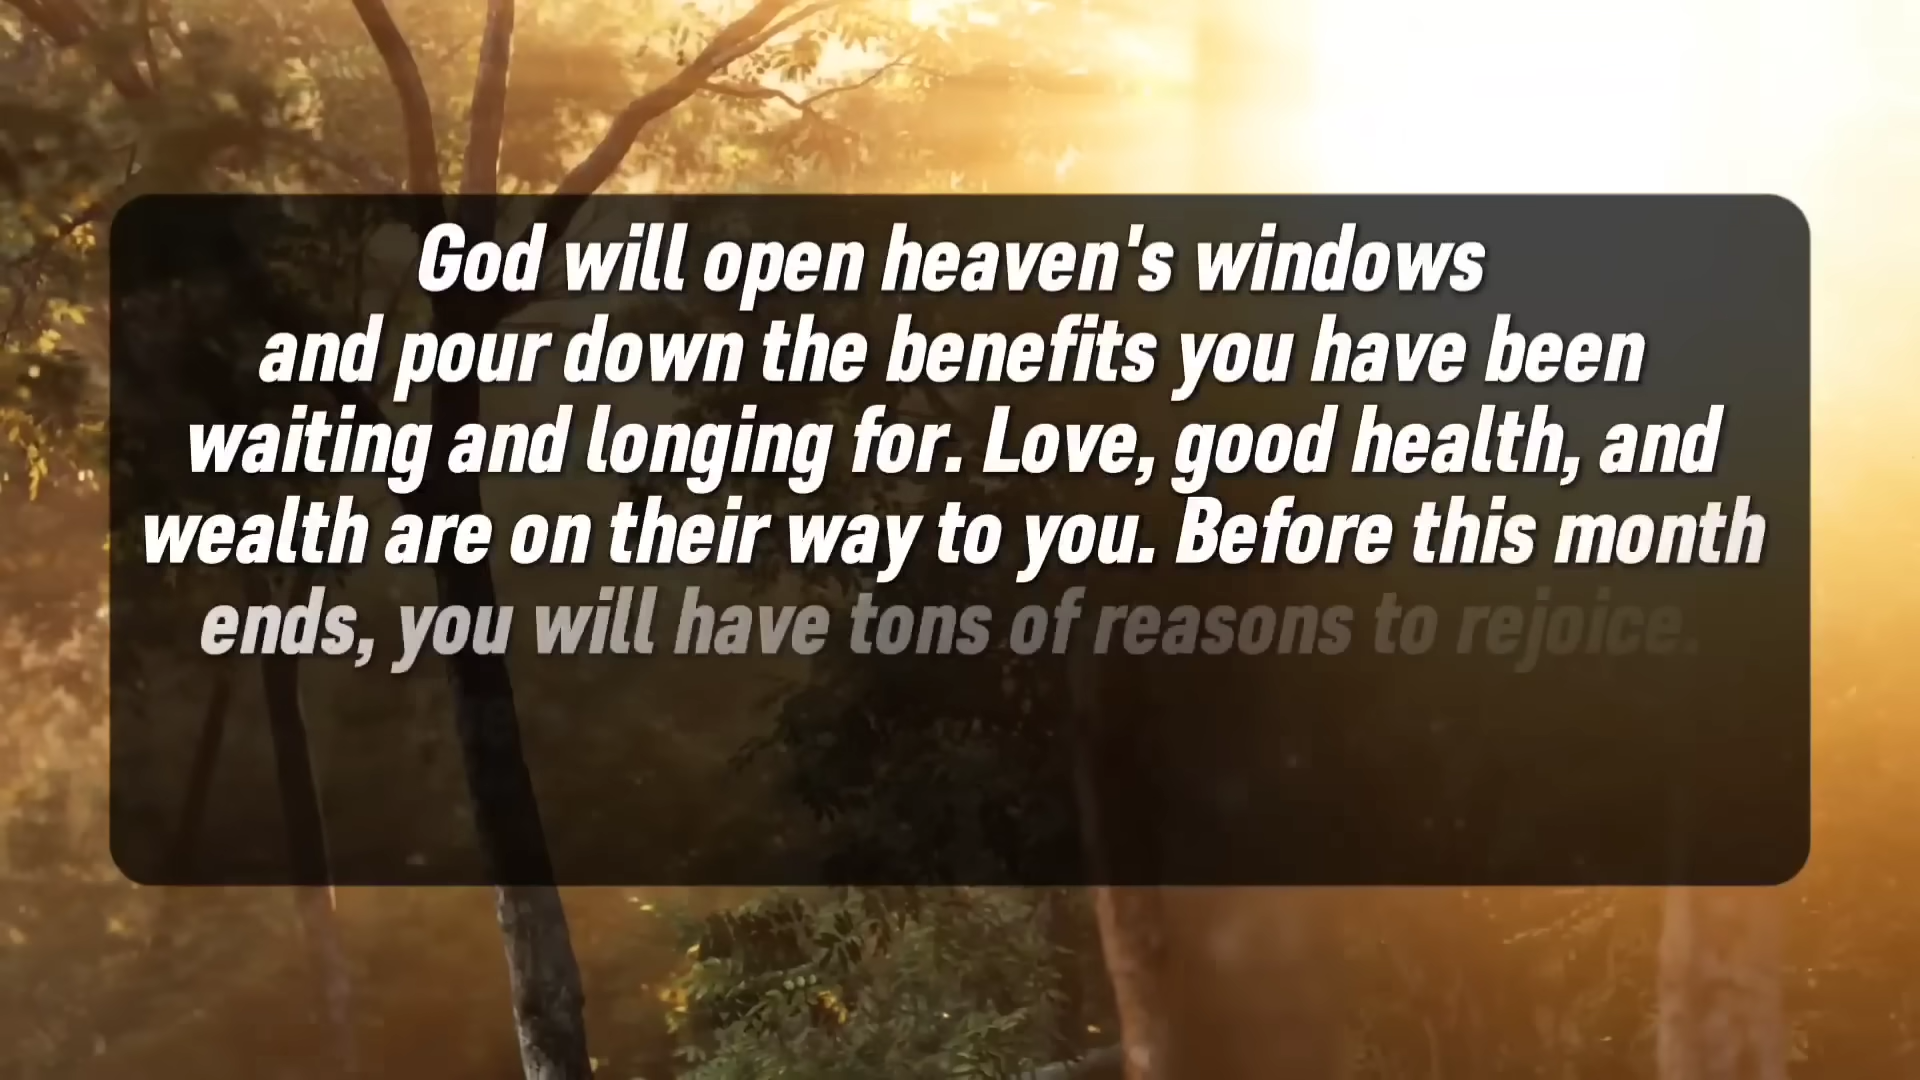 God will open heaven's windows
and pour down the benefits you have been
waiting and longing for. Love, good health, and
wealth are on their way to you. Before this month
ends, you will have tons of reasons to rejoice.